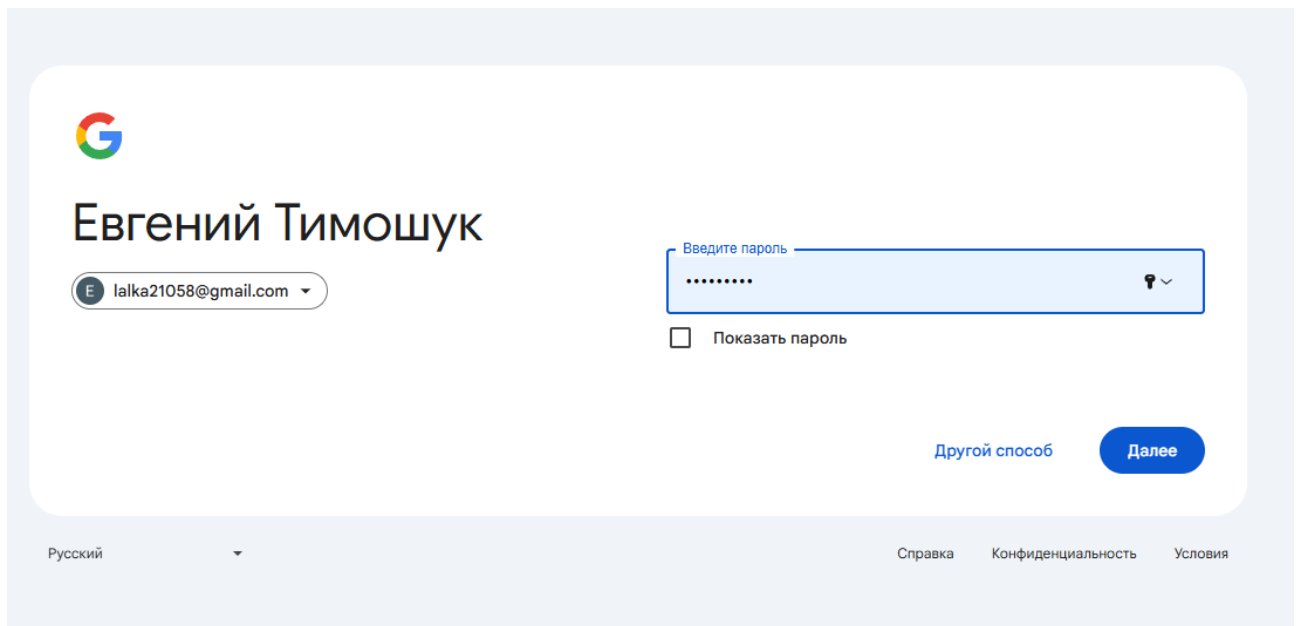 Евгений Тимошук
E lalka21058@gmail.com
Введите пароль
•••••••••
Показать пароль
Другой способ
Далее
Русский
Справка Конфиденциальность Условия